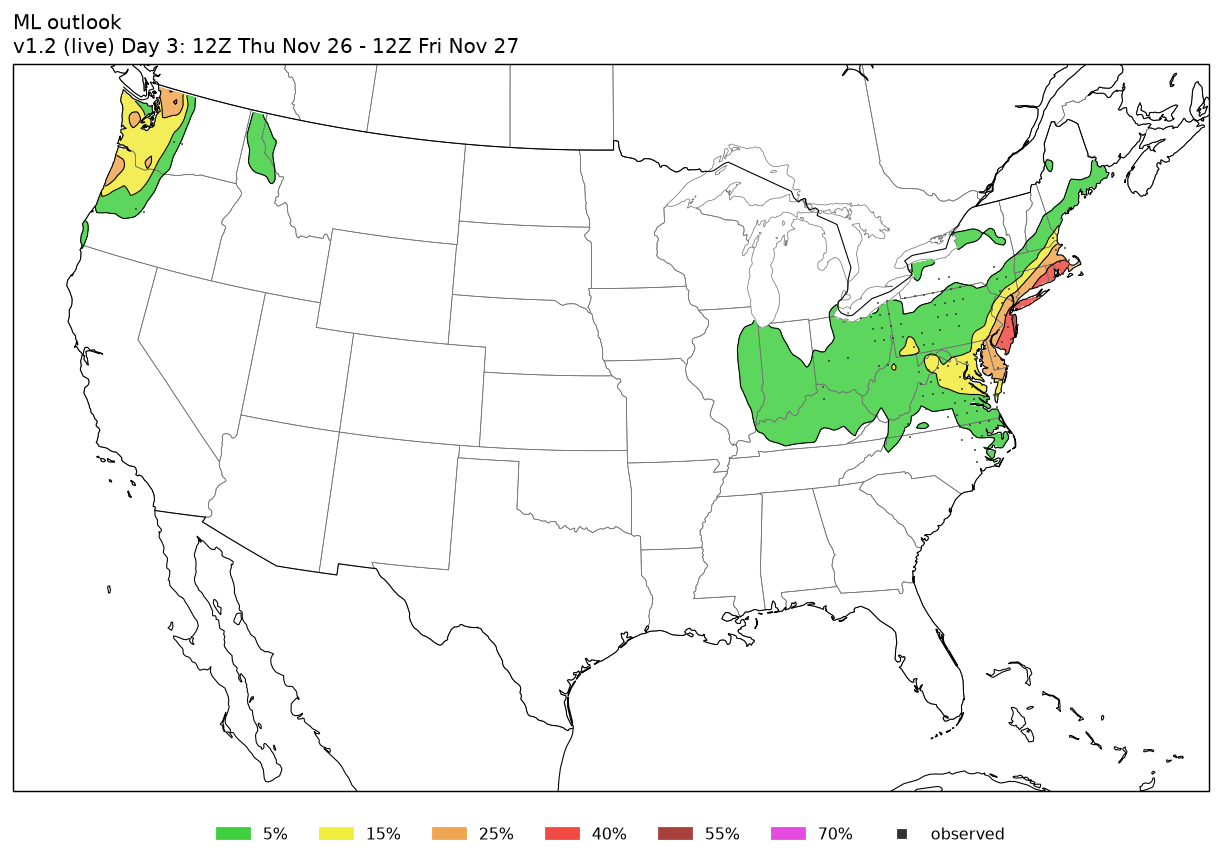 ML outlook
v1.2 (live) Day 3: 12Z Thu Nov 26 - 12Z Fri Nov 27
5% 15% 25% 40% 55% 70% observed